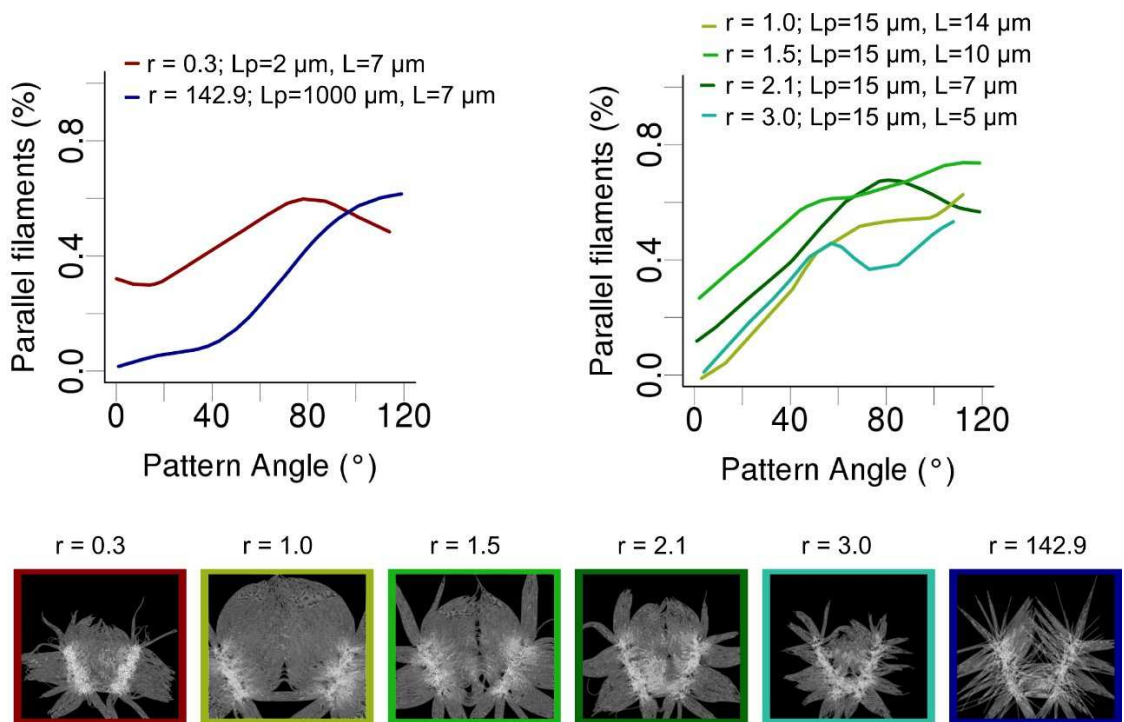 r = 0.3; Lp=2 µm, L=7 µm
r = 142.9; Lp=1000 µm, L=7 µm
Parallel filaments (%)
0.8
0.4
0.0
0 40 80 120
Pattern Angle (°)
r = 1.0; Lp=15 µm, L=14 µm
r = 1.5; Lp=15 µm, L=10 µm
r = 2.1; Lp=15 µm, L=7 µm
r = 3.0; Lp=15 µm, L=5 µm
Parallel filaments (%)
0.8
0.4
0.0
0 40 80 120
Pattern Angle (°)
r = 0.3 r = 1.0 r = 1.5 r = 2.1 r = 3.0 r = 142.9